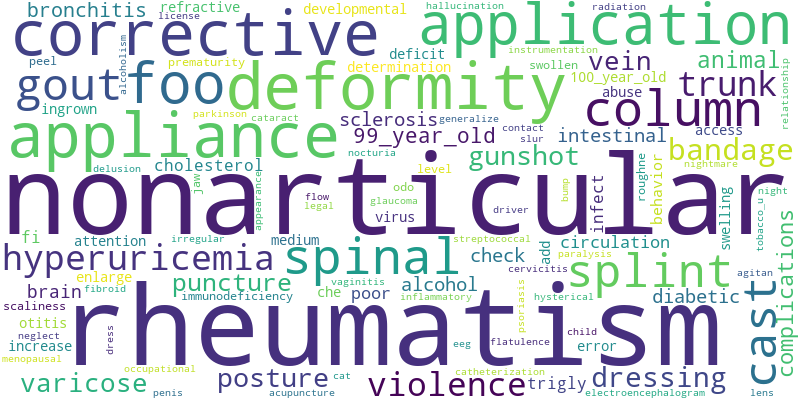 bronchitis refractive developmental hallucination radiation
license
corrective application
peel alcoholism prematurity deficit instrumentation
determination swollen vein animal relationship
gout foo deformity 100_year_old trunk
ingrown parkinson cataract sclerosis generalize abuse column access
appliance 99_year_old contact slur intestinal
nocturia gunshot bandage
delusion cholesterol level nightmare
nonarticular
jaw appearance flow legal odo glaucoma virus driver bump infect roughne behavior swelling tobacco_u night
fi attention irregular medium streptococcal check add circulation
hyperuricemia spinal paralysis splint
enlarge cervicitis agitan
brain fibroid puncture vaginitis che poor alcohol diabetic
scaliness immunodeficiency inflammatory psoriasis hysterical
otitis rheumatism cast complications
neglect child
increase dress eeg flatulence error
menopausal
occupational catheterization
varicose posture cat violence trigly dressing
penis acupuncture electroencephalogram lens